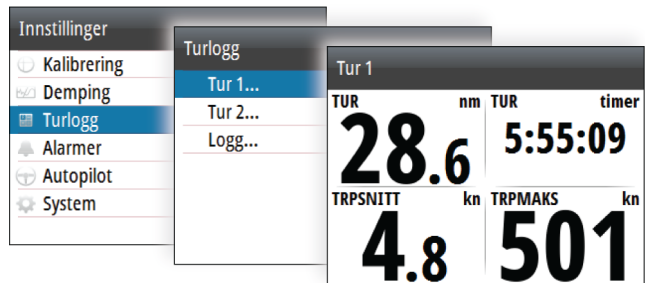 Innstillinger
Kalibrering
Demping
Turlogg
Alarmer
Autopilot
System
Turlogg
Tur 1...
Tur 2...
Logg...
Tur 1
TUR nm
28.6
TUR timer
5:55:09
TRPSNITT kn
4.8
TRPMAKS kn
501